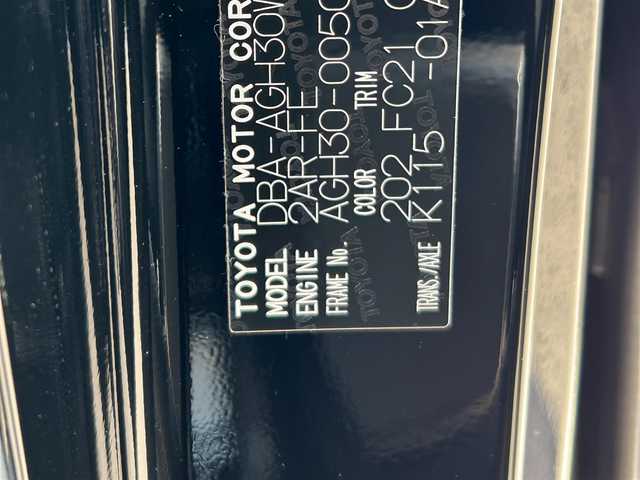 TOYOTA MOTOR COR
MODEL DBA-AGH30W
ENGINE 2AR-FE
FRAME No. AGH30-0050
COLOR TRIM
202 FC21
TRANS./AXLE K115 -01A